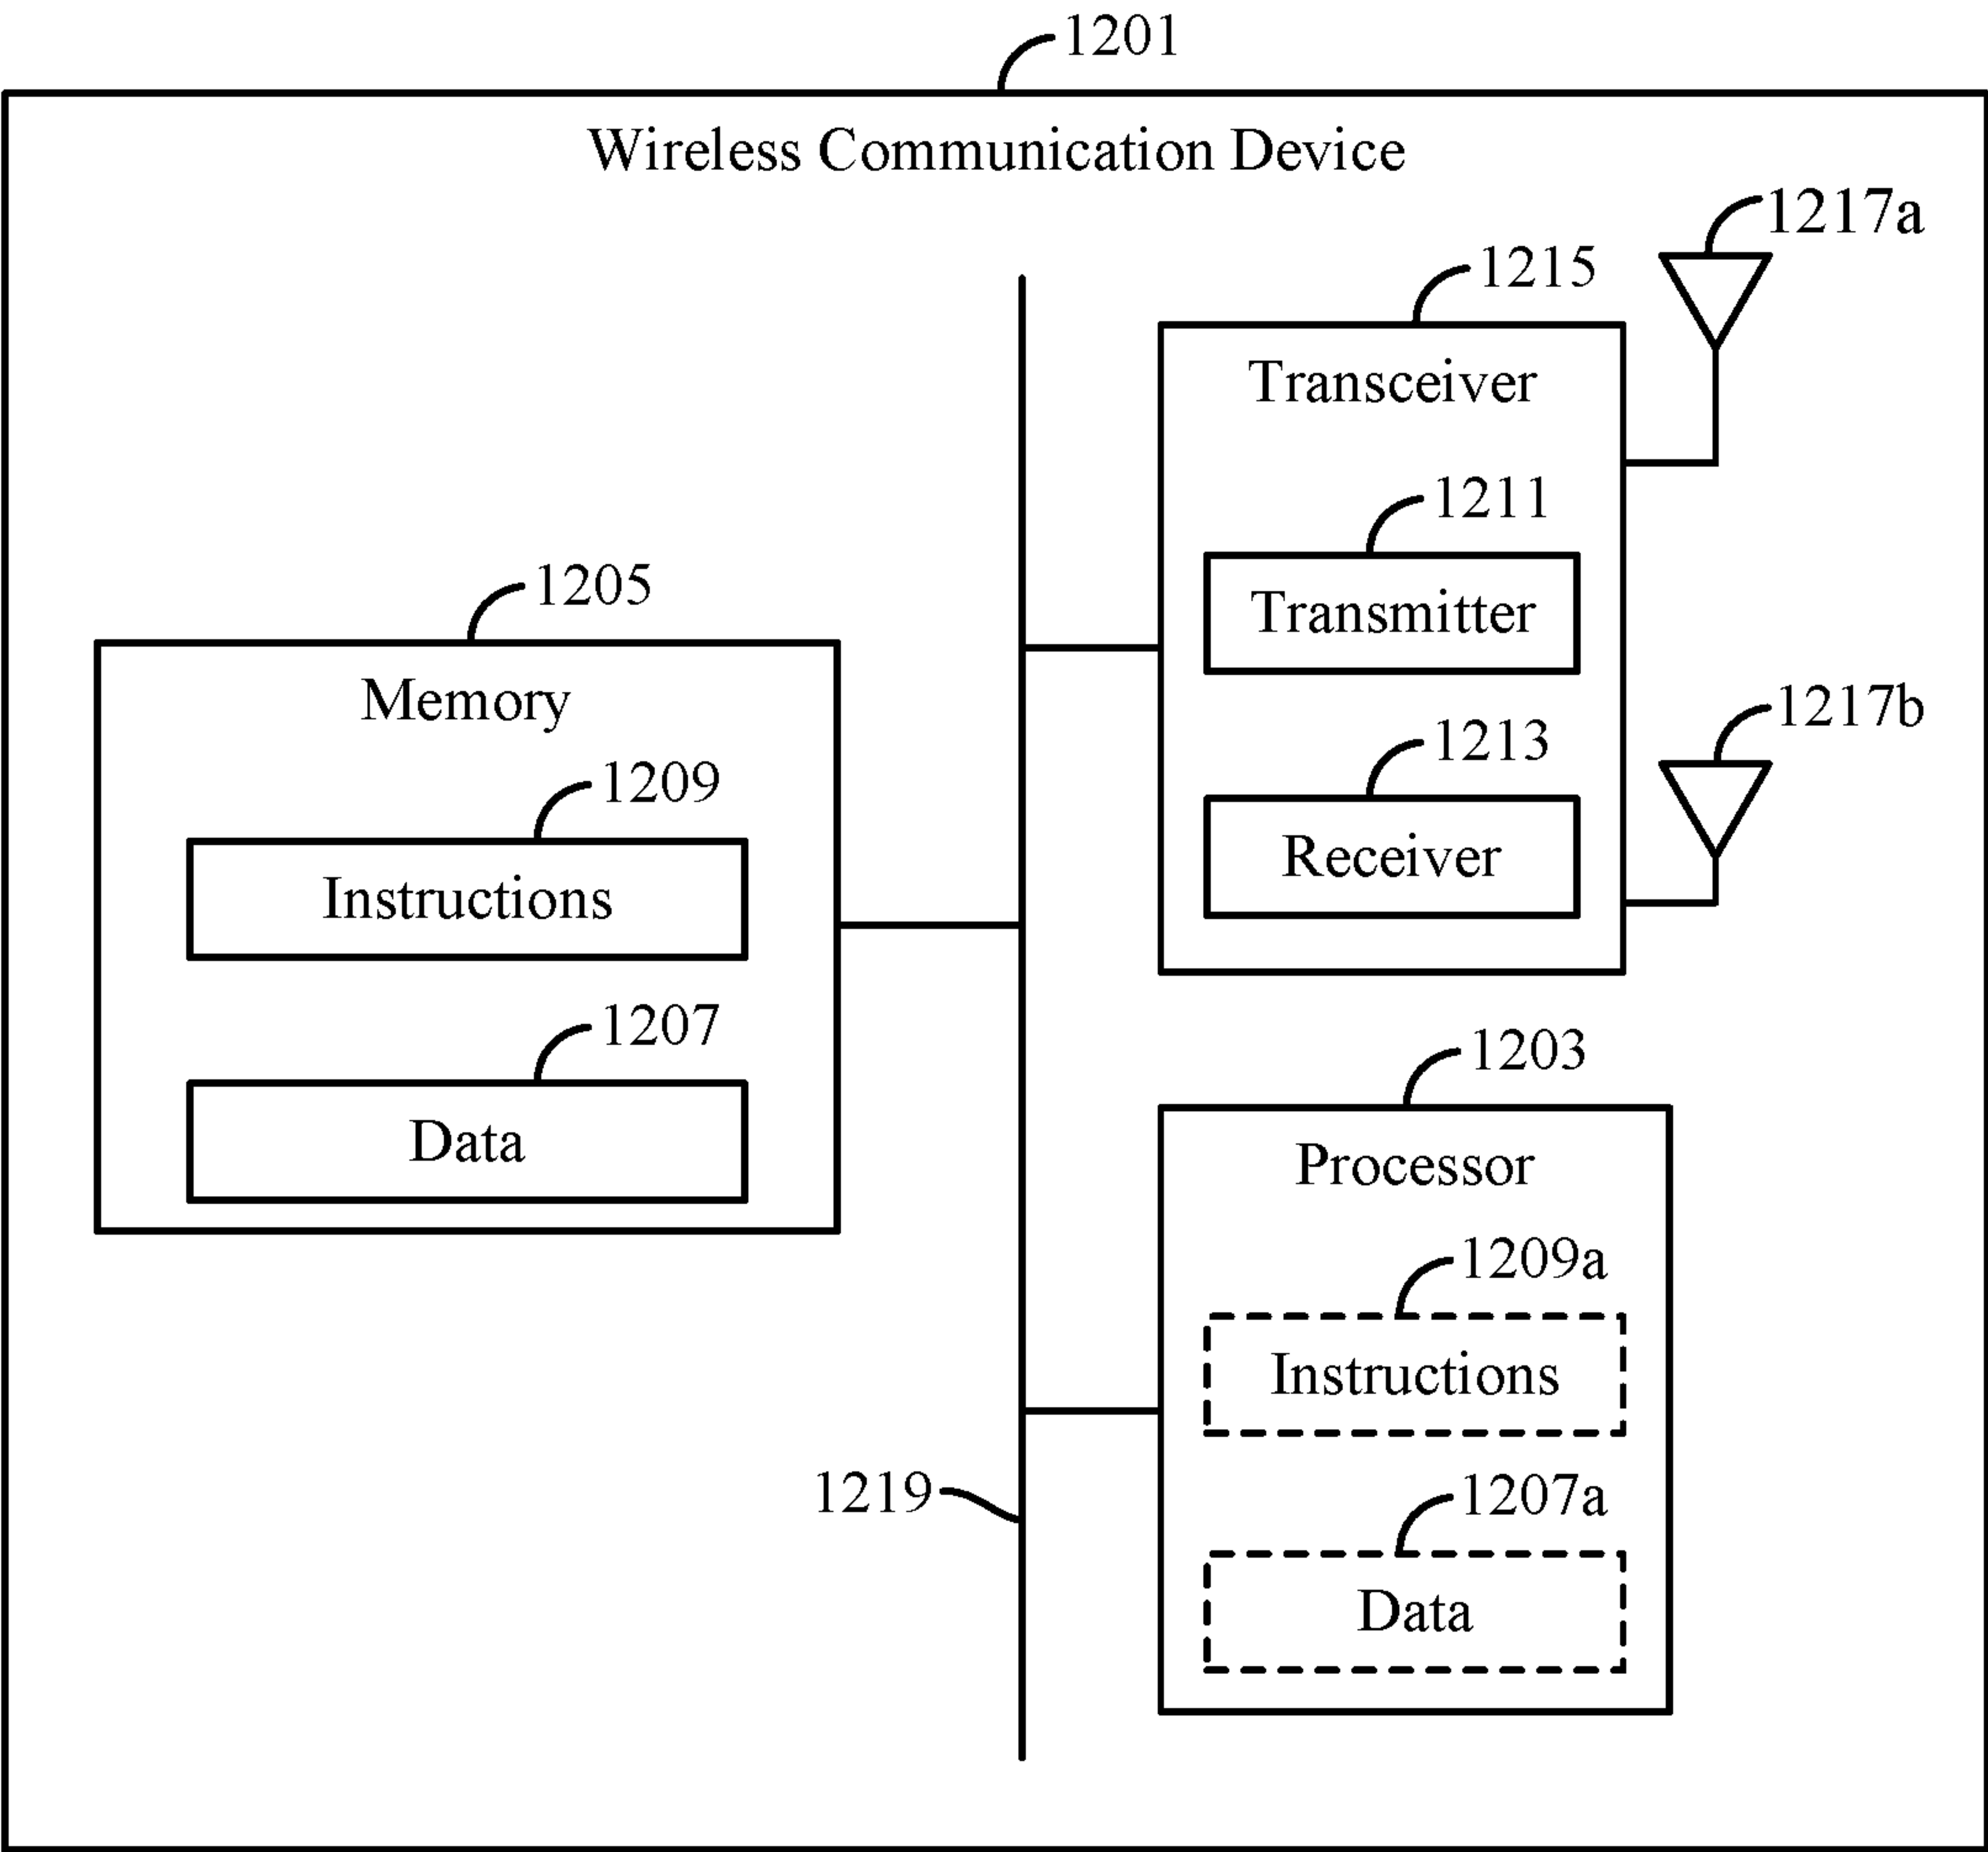 1201
Wireless Communication Device
1217a
1215
Transceiver
1211
Transmitter
1205
Memory
1217b
1213
1209
Receiver
Instructions
1207
1203
Data
Processor
1209a
Instructions
1219
1207a
Data